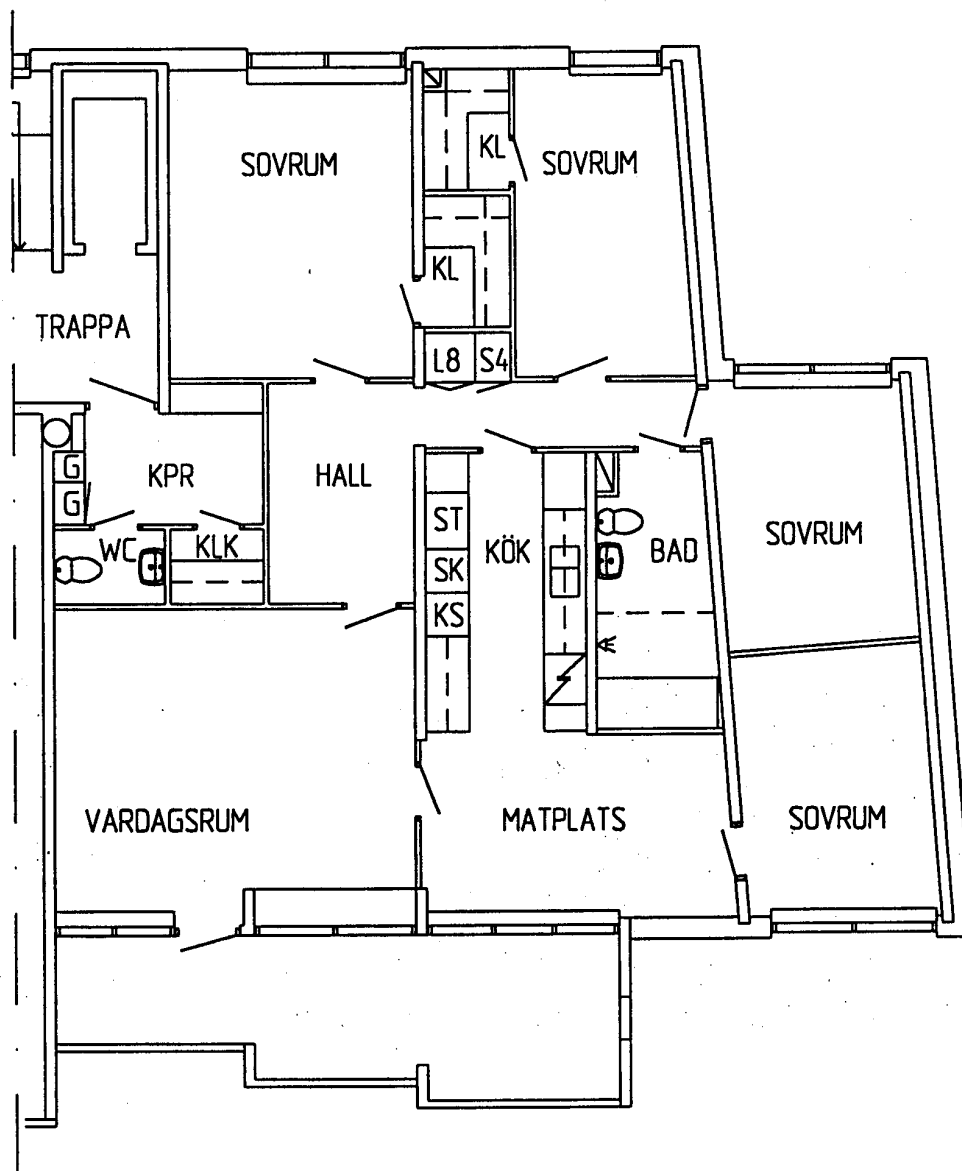 SOVRUM
KL
SOVRUM
KL
TRAPPA
L8
S4
G
G
KPR
HALL
ST
KÖK
BAD
SOVRUM
WC
KLK
SK
KS
VARDAGSRUM
MATPLATS
SOVRUM